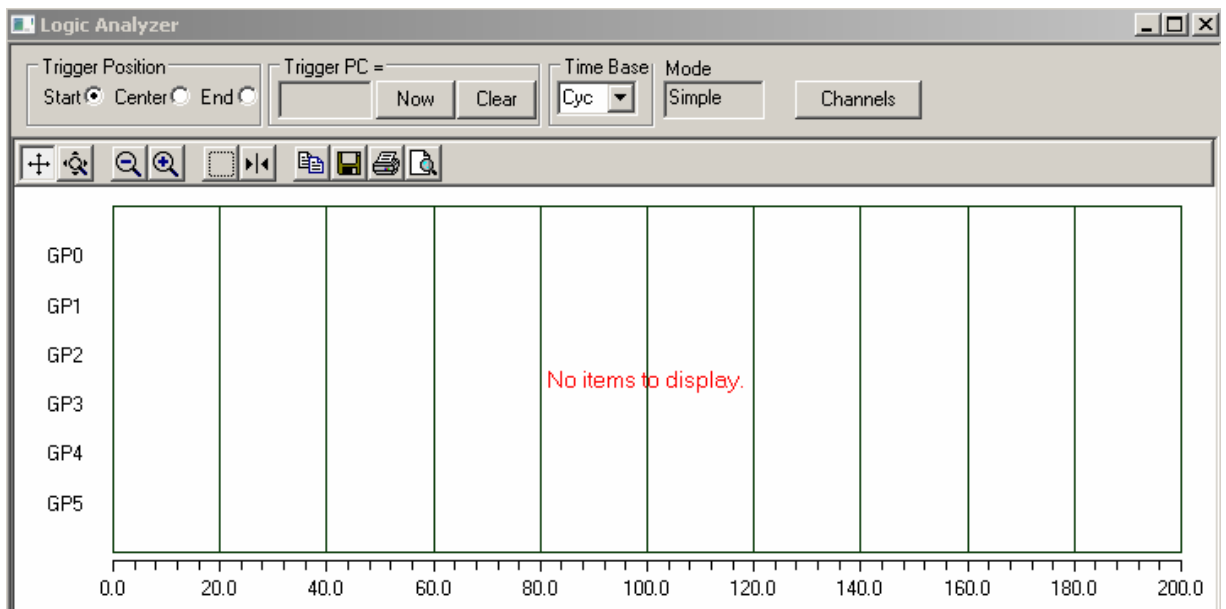 Logic Analyzer
Trigger Position
Start Center End
Trigger PC =
Now Clear
Time Base
Cyc
Mode
Simple
Channels
GP0
GP1
GP2
GP3
GP4
GP5
No items to display.
0.0 20.0 40.0 60.0 80.0 100.0 120.0 140.0 160.0 180.0 200.0